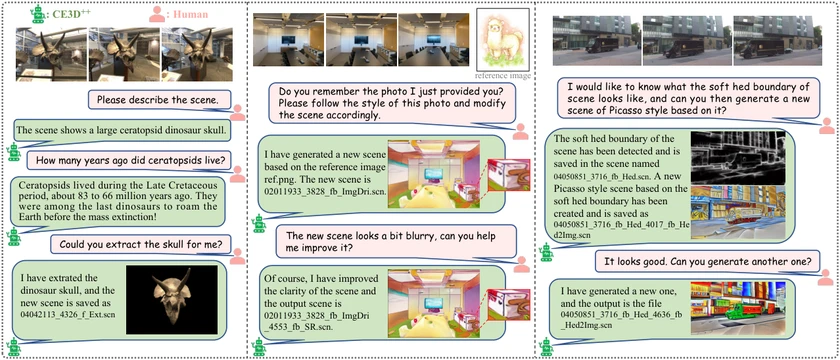 : CE3D++
: Human
Please describe the scene.
The scene shows a large ceratopsid dinosaur skull.
How many years ago did ceratopsids live?
Ceratopsids lived during the Late Cretaceous
period, about 83 to 66 million years ago. They
were among the last dinosaurs to roam the
Earth before the mass extinction!
Could you extract the skull for me?
I have extrated the
dinosaur skull, and the
new scene is saved as
04042113_4326_f_Ext.scn
reference image
Do you remember the photo I just provided you?
Please follow the style of this photo and modify
the scene accordingly.
I have generated a new scene
based on the reference image
ref.png. The new scene is
02011933_3828_fb_ImgDri.scn.
The new scene looks a bit blurry, can you help
me improve it?
Of course, I have improved
the clarity of the scene and
the output scene is
02011933_3828_fb_ImgDri
_4553_fb_SR.scn.
I would like to know what the soft hed boundary of
scene looks like, and can you then generate a new
scene of Picasso style based on it?
The soft hed boundary of the
scene has been detected and is
saved in the scene named
04050851_3716_fb_Hed.scn. A new
Picasso style scene based on the
soft hed boundary has been
created and is saved as
04050851_3716_fb_Hed_4017_fb_He
d2Img.scn
It looks good. Can you generate another one?
I have generated a new one,
and the output is the file
04050851_3716_fb_Hed_4636_fb
_Hed2Img.scn